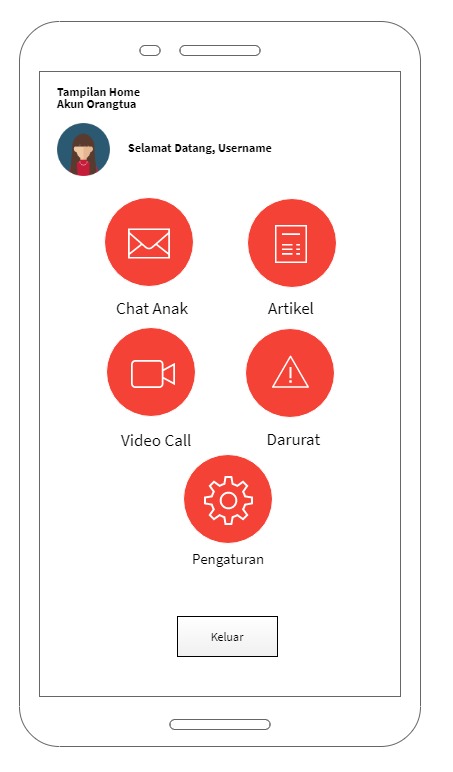 Tampilan Home
Akun Orangtua
Selamat Datang, Username
Chat Anak
Artikel
Video Call
Darurat
Pengaturan
Keluar